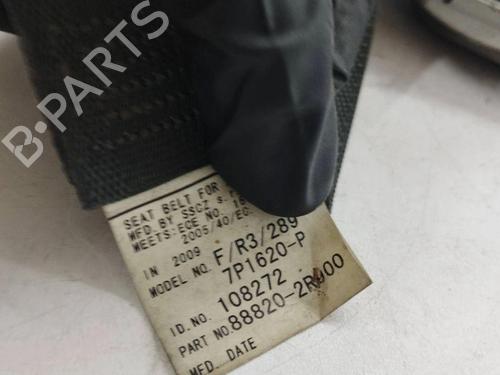 B-PARTS
SEAT BELT FOR
MFD. BY SSCZ s.r
MEETS:ECE NO. 16
2005/40/EC
IN 2009 F/R3/289
MODEL NO. 7P1620-P
ID. NO. 108272
PART NO. 88820-2R000
MFD. DATE